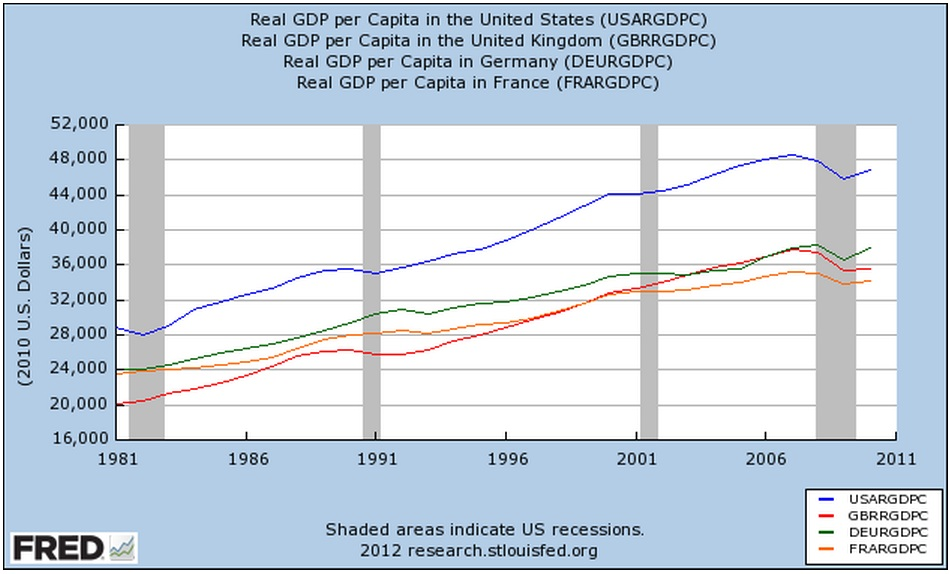 Real GDP per Capita in the United States (USARGDPC)
Real GDP per Capita in the United Kingdom (GBRRGDPC)
Real GDP per Capita in Germany (DEURGDPC)
Real GDP per Capita in France (FRARGDPC)
(2010 U.S. Dollars)
52,000
48,000
44,000
40,000
36,000
32,000
28,000
24,000
20,000
16,000
1981 1986 1991 1996 2001 2006 2011
USARGDPC
GBRRGDPC
DEURGDPC
FRARGDPC
Shaded areas indicate US recessions.
2012 research.stlouisfed.org
FRED